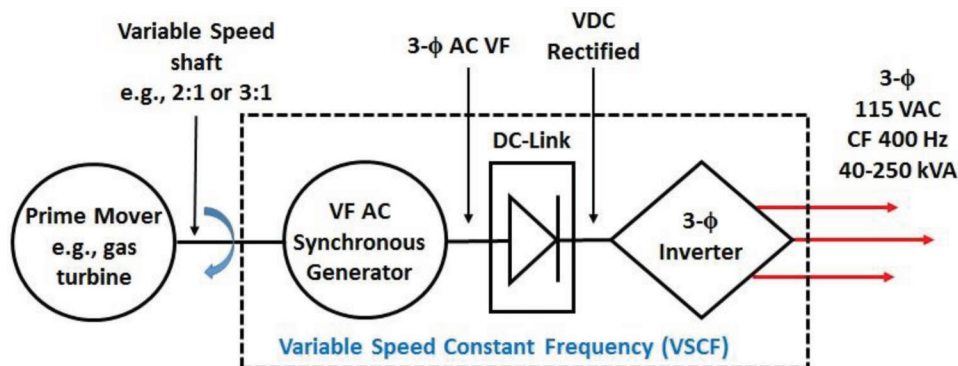 Variable Speed
shaft
e.g., 2:1 or 3:1
3-ϕ AC VF
VDC
Rectified
3-ϕ
115 VAC
CF 400 Hz
40-250 kVA
DC-Link
Prime Mover
e.g., gas
turbine
VF AC
Synchronous
Generator
3-ϕ
Inverter
Variable Speed Constant Frequency (VSCF)